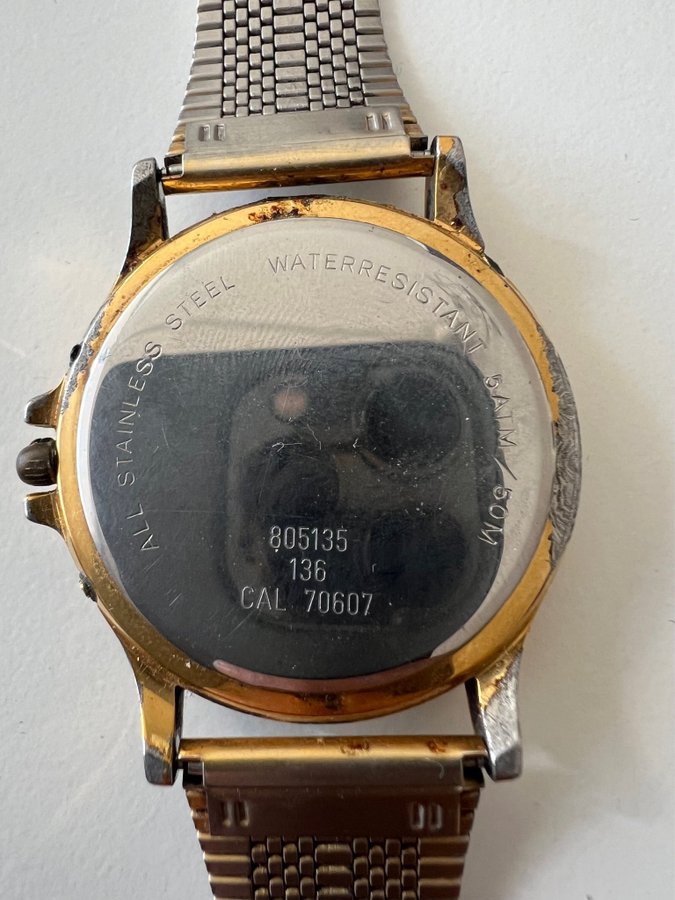 ALL STAINLESS STEEL WATERRESISTANT 5ATM/50M
805135
136
CAL 70607